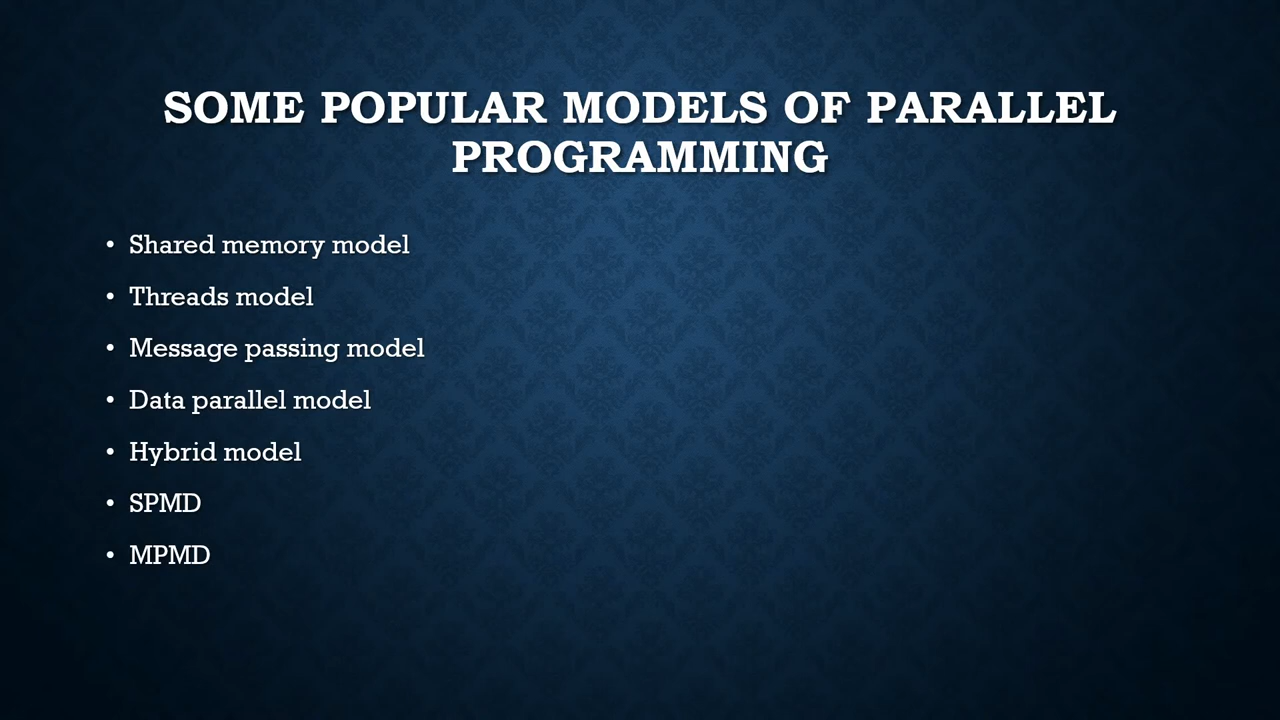 SOME POPULAR MODELS OF PARALLEL
PROGRAMMING
• Shared memory model
• Threads model
• Message passing model
• Data parallel model
• Hybrid model
• SPMD
• MPMD